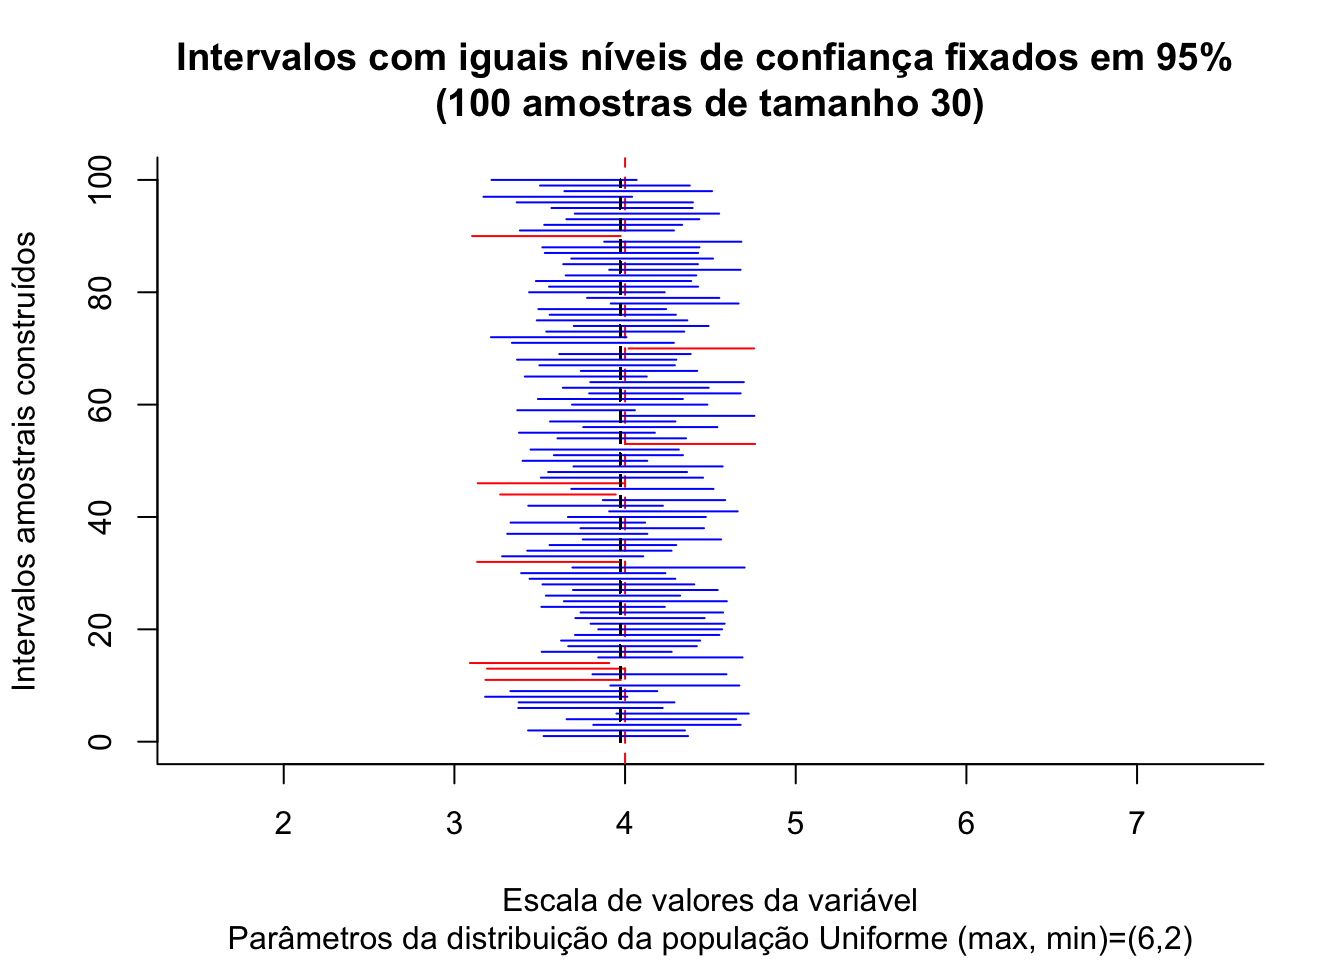 Intervalos com iguais níveis de confiança fixados em 95%
(100 amostras de tamanho 30)
Intervalos amostrais construídos
100
80
60
40
20
0
2 3 4 5 6 7
Escala de valores da variável
Parâmetros da distribuição da população Uniforme (max, min)=(6,2)